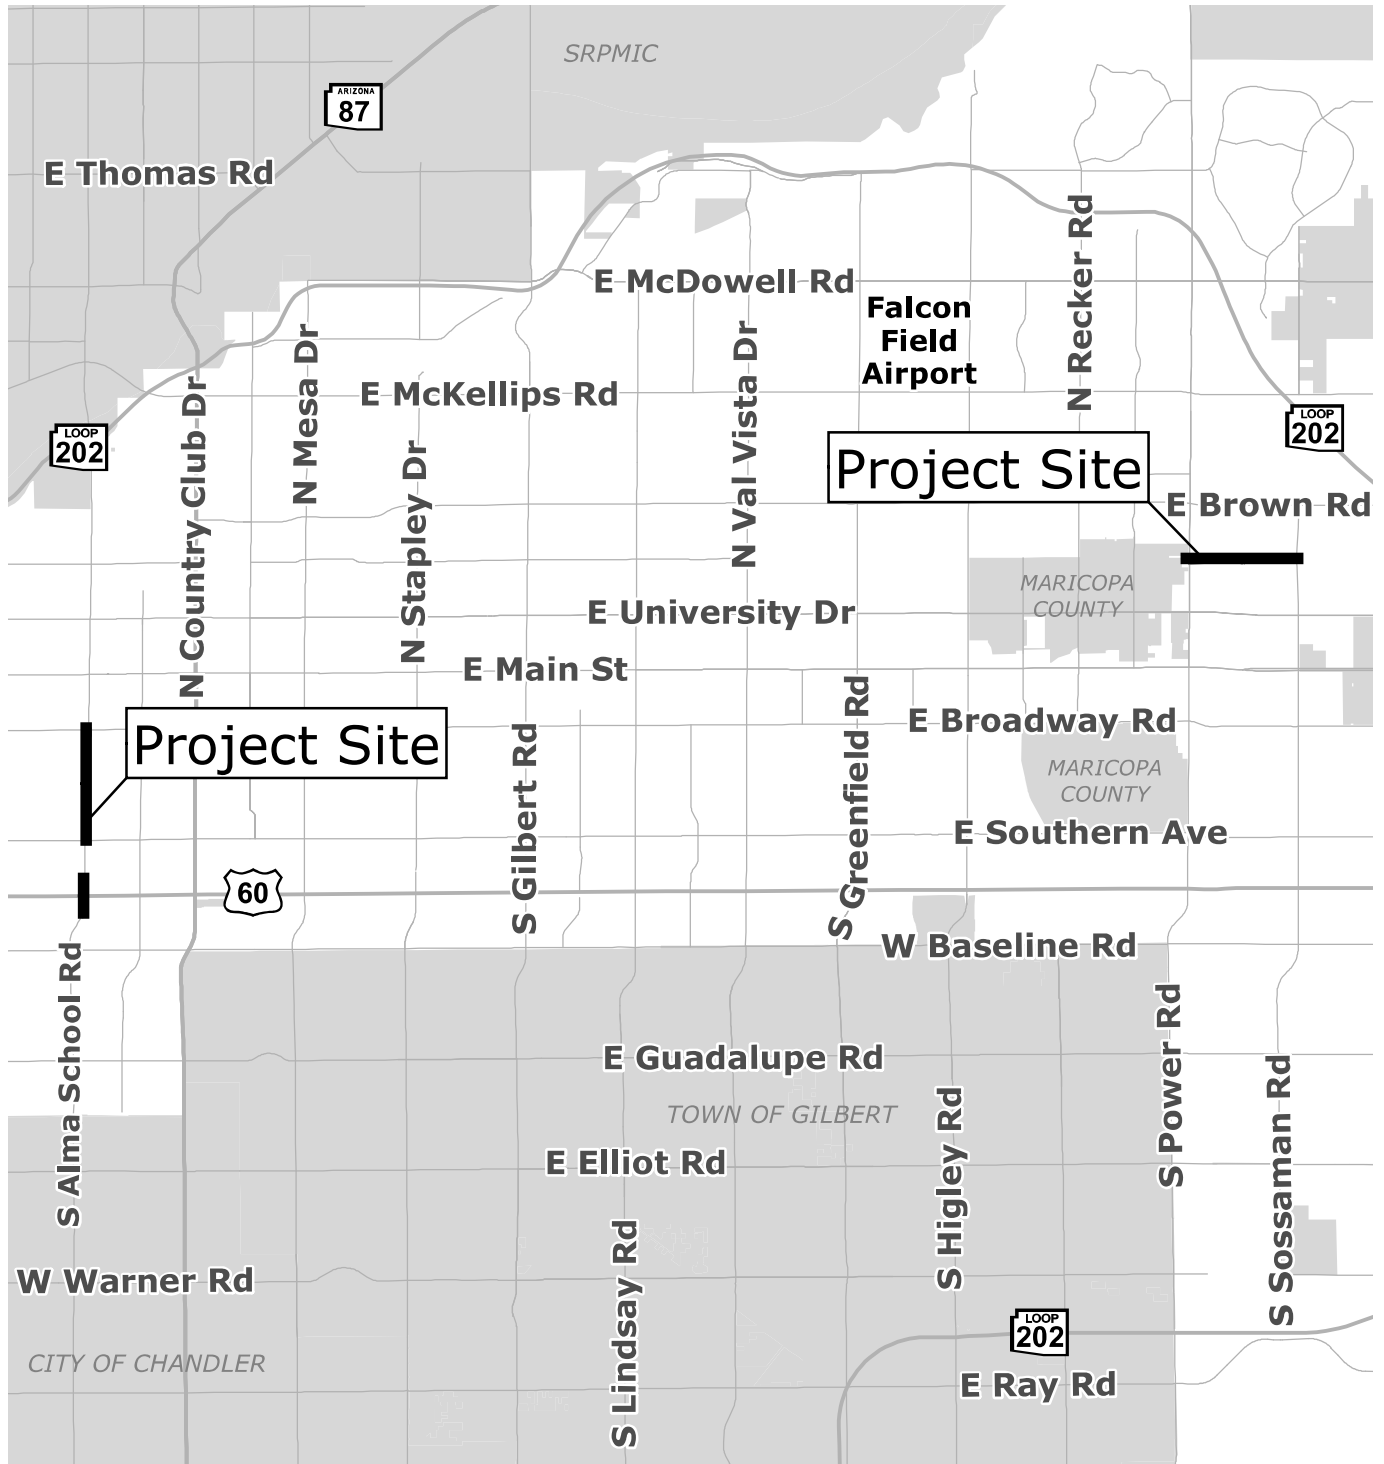 SRPMIC
ARIZONA
87
E Thomas Rd
N Recker Rd
E McDowell Rd
Falcon
Field
Airport
N Mesa Dr
N Val Vista Dr
E McKellips Rd
N Country Club Dr
LOOP
202
LOOP
202
N Stapley Dr
Project Site
E Brown Rd
MARICOPA
COUNTY
E University Dr
E Main St
S Greenfield Rd
E Broadway Rd
Project Site
S Gilbert Rd
MARICOPA
COUNTY
E Southern Ave
60
W Baseline Rd
S Alma School Rd
S Power Rd
E Guadalupe Rd
S Sossaman Rd
TOWN OF GILBERT
S Higley Rd
E Elliot Rd
S Lindsay Rd
W Warner Rd
LOOP
202
CITY OF CHANDLER
E Ray Rd